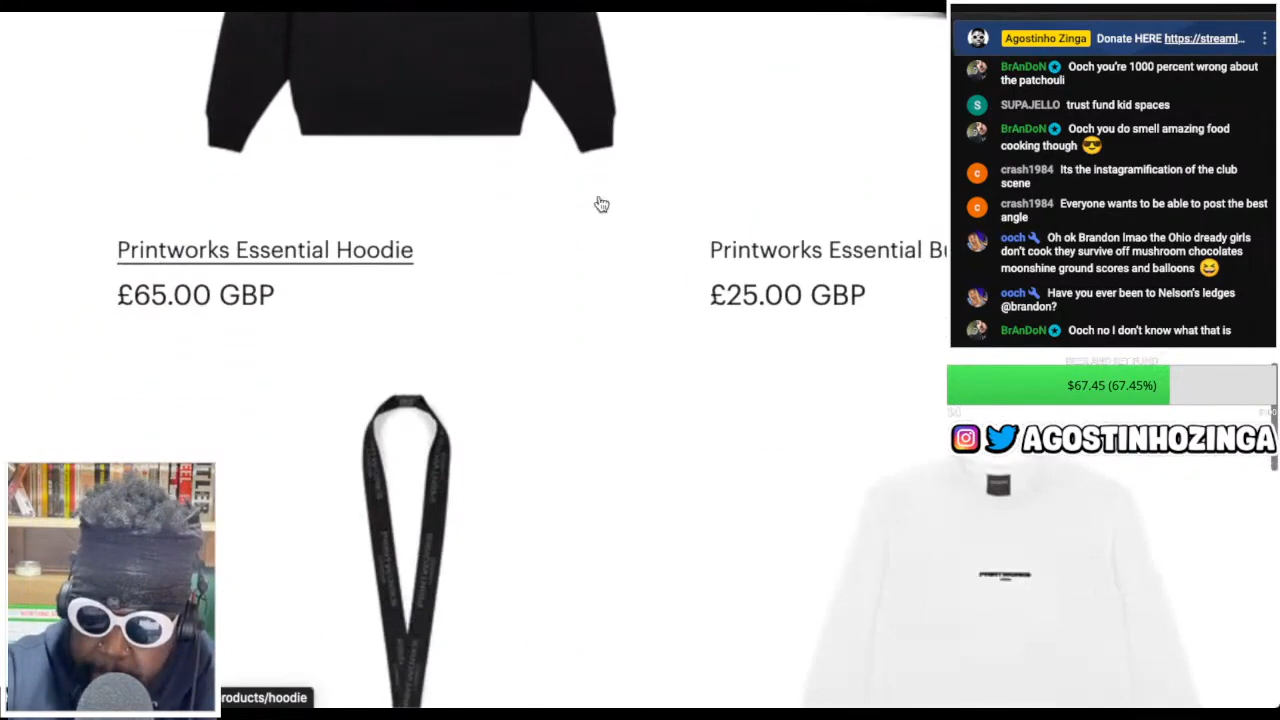 Printworks Essential Hoodie
£65.00 GBP
Printworks Essential
£25.00 GBP
PRINTWORKS
roducts/hoodie
Agostinho Zinga Donate HERE https://streaml...
BrAnDoN Ooch you're 1000 percent wrong about
the patchouli
S SUPAJELLO trust fund kid spaces
BrAnDoN Ooch you do smell amazing food
cooking though
c crash1984 Its the instagramification of the club
scene
c crash1984 Everyone wants to be able to post the best
angle
ooch Oh ok Brandon lmao the Ohio dready girls
don't cook they survive off mushroom chocolates
moonshine ground scores and balloons
ooch Have you ever been to Nelson's ledges
@brandon?
BrAnDoN Ooch no I don't know what that is
$67.45 (67.45%)
AGOSTINHOZINGA